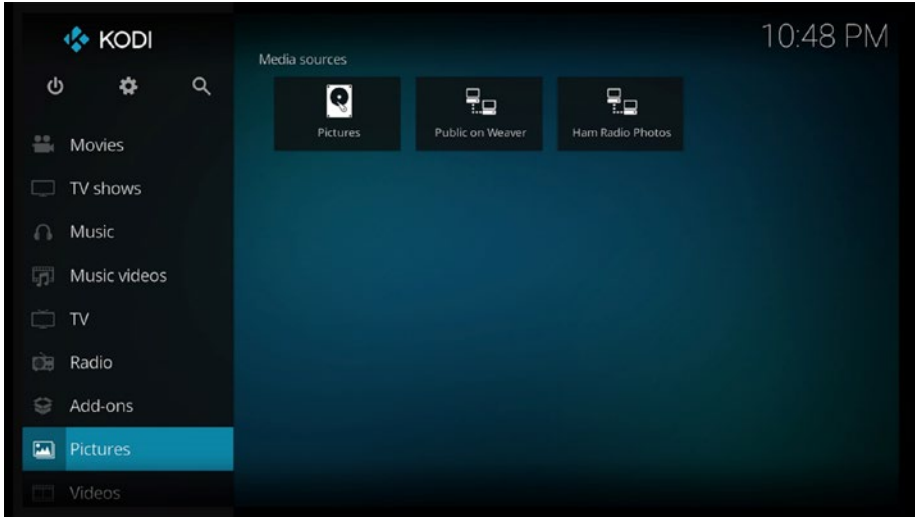 KODI
10:48 PM
Media sources
Pictures
Public on Weaver
Ham Radio Photos
Movies
TV shows
Music
Music videos
TV
Radio
Add-ons
Pictures
Videos